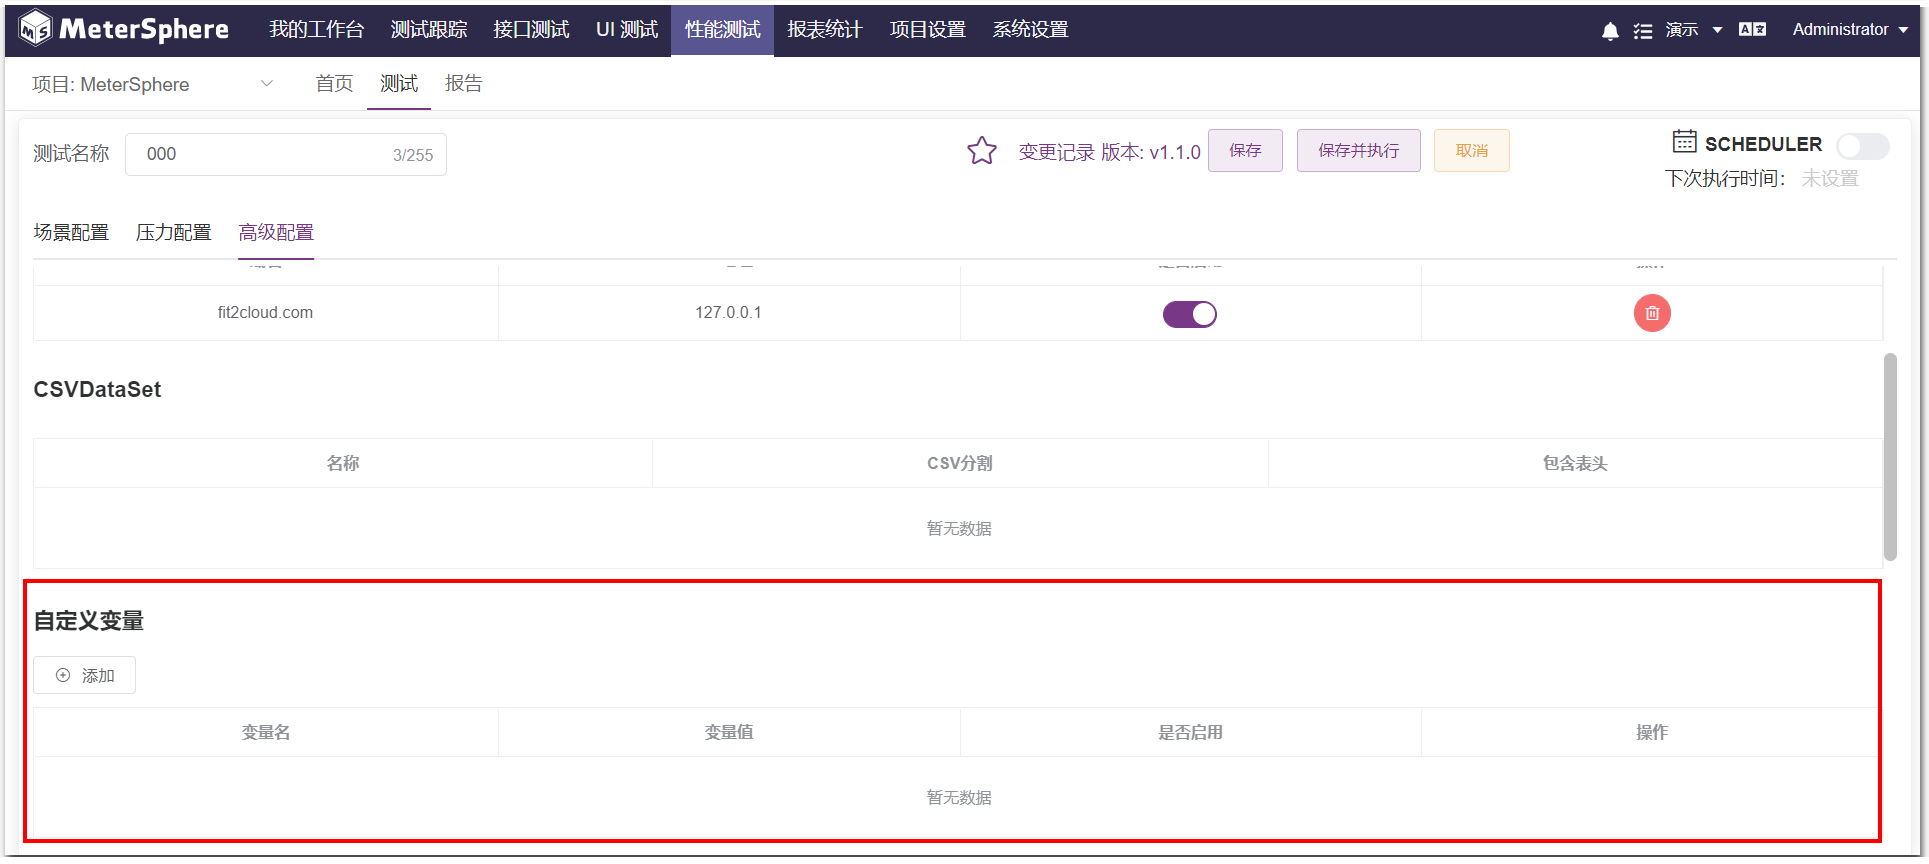 MeterSphere 我的工作台 测试跟踪 接口测试 UI 测试 性能测试 报表统计 项目设置 系统设置 演示 Administrator
项目: MeterSphere 首页 测试 报告
测试名称 000 3/255 变更记录 版本: v1.1.0 保存 保存并执行 取消 SCHEDULER
下次执行时间： 未设置
场景配置 压力配置 高级配置
fit2cloud.com 127.0.0.1
CSVDataSet
名称 CSV分割 包含表头
暂无数据
自定义变量
添加
变量名 变量值 是否启用 操作
暂无数据